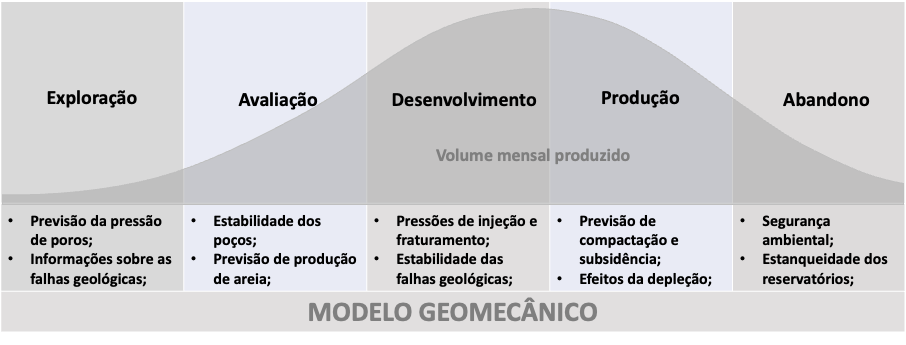 Exploração
Avaliação
Desenvolvimento
Produção
Abandono
Volume mensal produzido
• Previsão da pressão
de poros;
• Informações sobre as
falhas geológicas;
• Estabilidade dos
poços;
• Previsão de produção
de areia;
• Pressões de injeção e
fraturamento;
• Estabilidade das
falhas geológicas;
• Previsão de
compactação e
subsidência;
• Efeitos da depleção;
• Segurança
ambiental;
• Estanqueidade dos
reservatórios;
MODELO GEOMECÂNICO